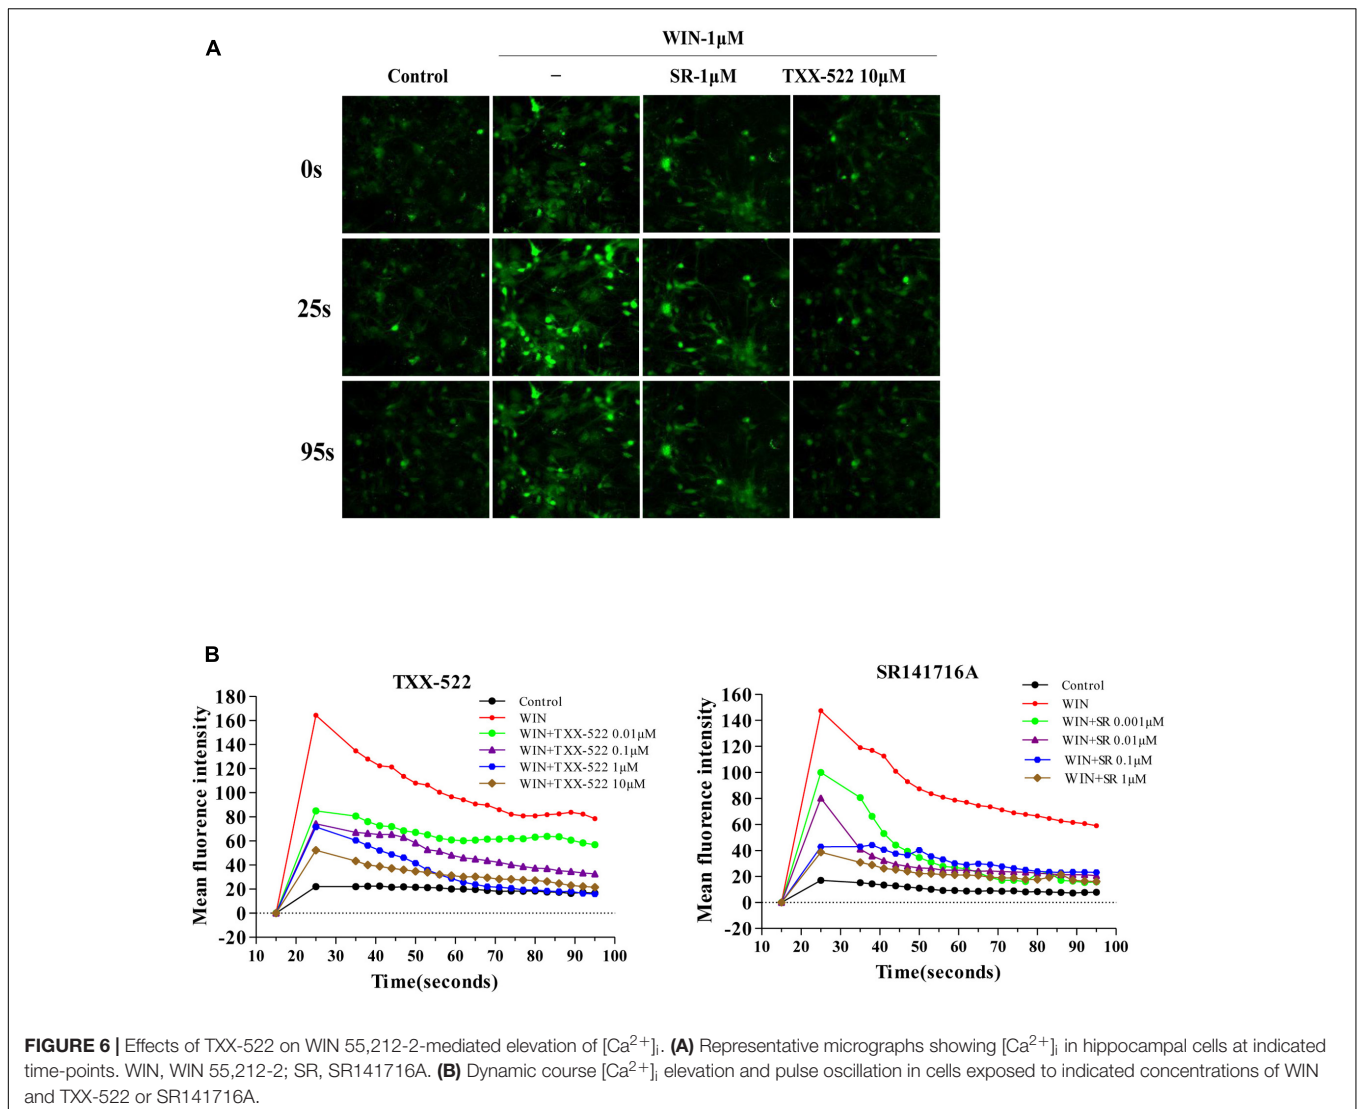 A
WIN-1μM
Control
–
SR-1μM
TXX-522 10μM
0s
25s
95s
B
TXX-522
Mean fluorence intensity
180
160
140
120
100
80
60
40
20
0
-20
10 20 30 40 50 60 70 80 90 100
Time(seconds)
Control
WIN
WIN+TXX-522 0.01μM
WIN+TXX-522 0.1μM
WIN+TXX-522 1μM
WIN+TXX-522 10μM
SR141716A
Mean fluorence intensity
160
140
120
100
80
60
40
20
0
-20
10 20 30 40 50 60 70 80 90 100
Time(seconds)
Control
WIN
WIN+SR 0.001μM
WIN+SR 0.01μM
WIN+SR 0.1μM
WIN+SR 1μM
FIGURE 6 | Effects of TXX-522 on WIN 55,212-2-mediated elevation of [Ca²⁺]ᵢ. (A) Representative micrographs showing [Ca²⁺]ᵢ in hippocampal cells at indicated
time-points. WIN, WIN 55,212-2; SR, SR141716A. (B) Dynamic course [Ca²⁺]ᵢ elevation and pulse oscillation in cells exposed to indicated concentrations of WIN
and TXX-522 or SR141716A.